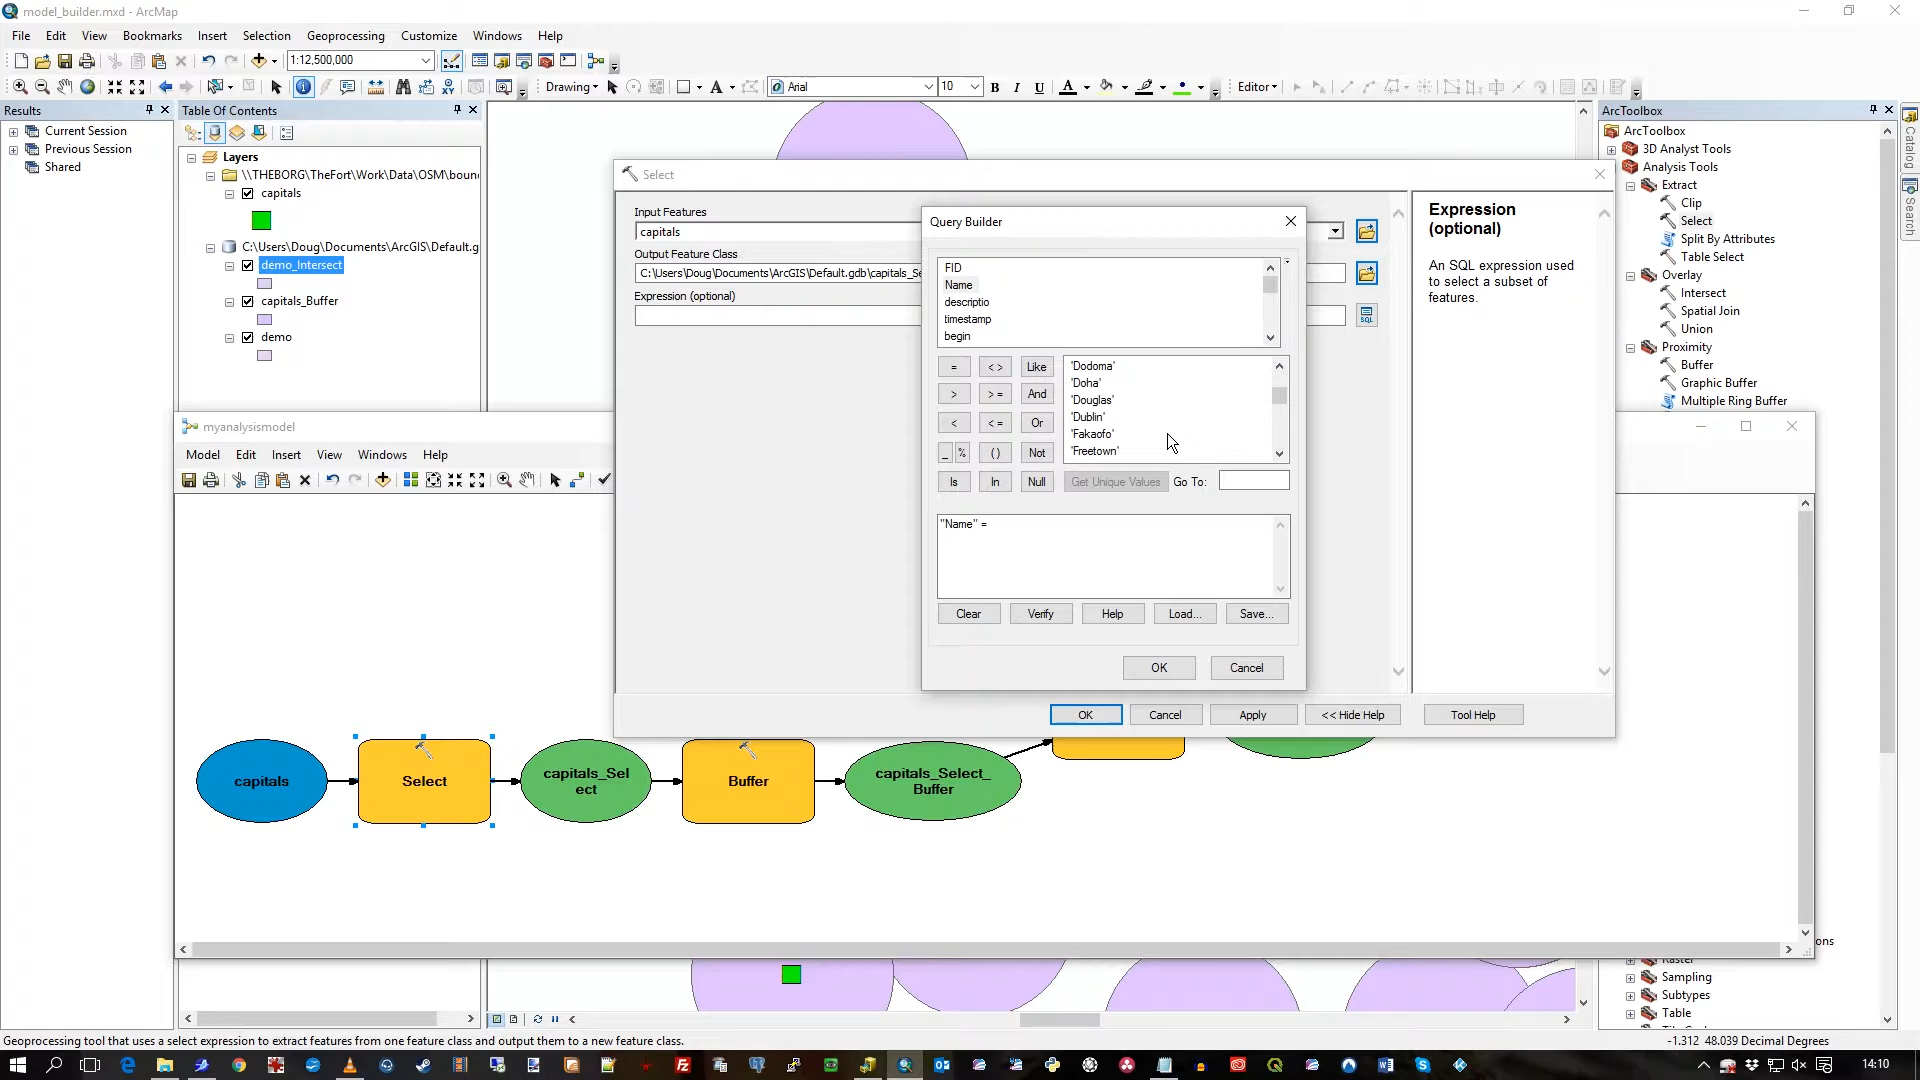 model_builder.mxd - ArcMap
File Edit View Bookmarks Insert Selection Geoprocessing Customize Windows Help
1:12,500,000
Drawing Arial 10 B I U A Editor
Results
Current Session
Previous Session
Shared
Table Of Contents
Layers
\\THEBORG\TheFort\Work\Data\OSM\boun
capitals
C:\Users\Doug\Documents\ArcGIS\Default.g
demo_Intersect
capitals_Buffer
demo
Select
Input Features
capitals
Output Feature Class
C:\Users\Doug\Documents\ArcGIS\Default.gdb\capitals_Se
Expression (optional)
SQL
Query Builder
FID
Name
descriptio
timestamp
begin
= <> Like
> >= And
< <= Or
_ % () Not
Is In Null
'Dodoma'
'Doha'
'Douglas'
'Dublin'
'Fakaofo'
'Freetown'
Get Unique Values Go To:
"Name" =
Clear Verify Help Load... Save...
OK Cancel
Expression
(optional)
An SQL expression used
to select a subset of
features.
OK Cancel Apply << Hide Help Tool Help
ArcToolbox
ArcToolbox
3D Analyst Tools
Analysis Tools
Extract
Clip
Select
Split By Attributes
Table Select
Overlay
Intersect
Spatial Join
Union
Proximity
Buffer
Graphic Buffer
Multiple Ring Buffer
ons
Raster
Sampling
Subtypes
Table
Catalog
Search
myanalysismodel
Model Edit Insert View Windows Help
capitals
Select
capitals_Sel
ect
Buffer
capitals_Select_
Buffer
Geoprocessing tool that uses a select expression to extract features from one feature class and output them to a new feature class.
-1.312 48.039 Decimal Degrees
14:10